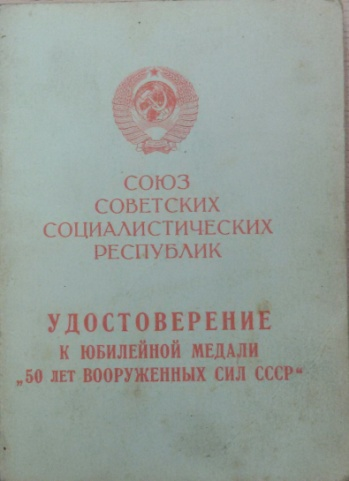 СОЮЗ
СОВЕТСКИХ
СОЦИАЛИСТИЧЕСКИХ
РЕСПУБЛИК
УДОСТОВЕРЕНИЕ
К ЮБИЛЕЙНОЙ МЕДАЛИ
„50 ЛЕТ ВООРУЖЕННЫХ СИЛ СССР“